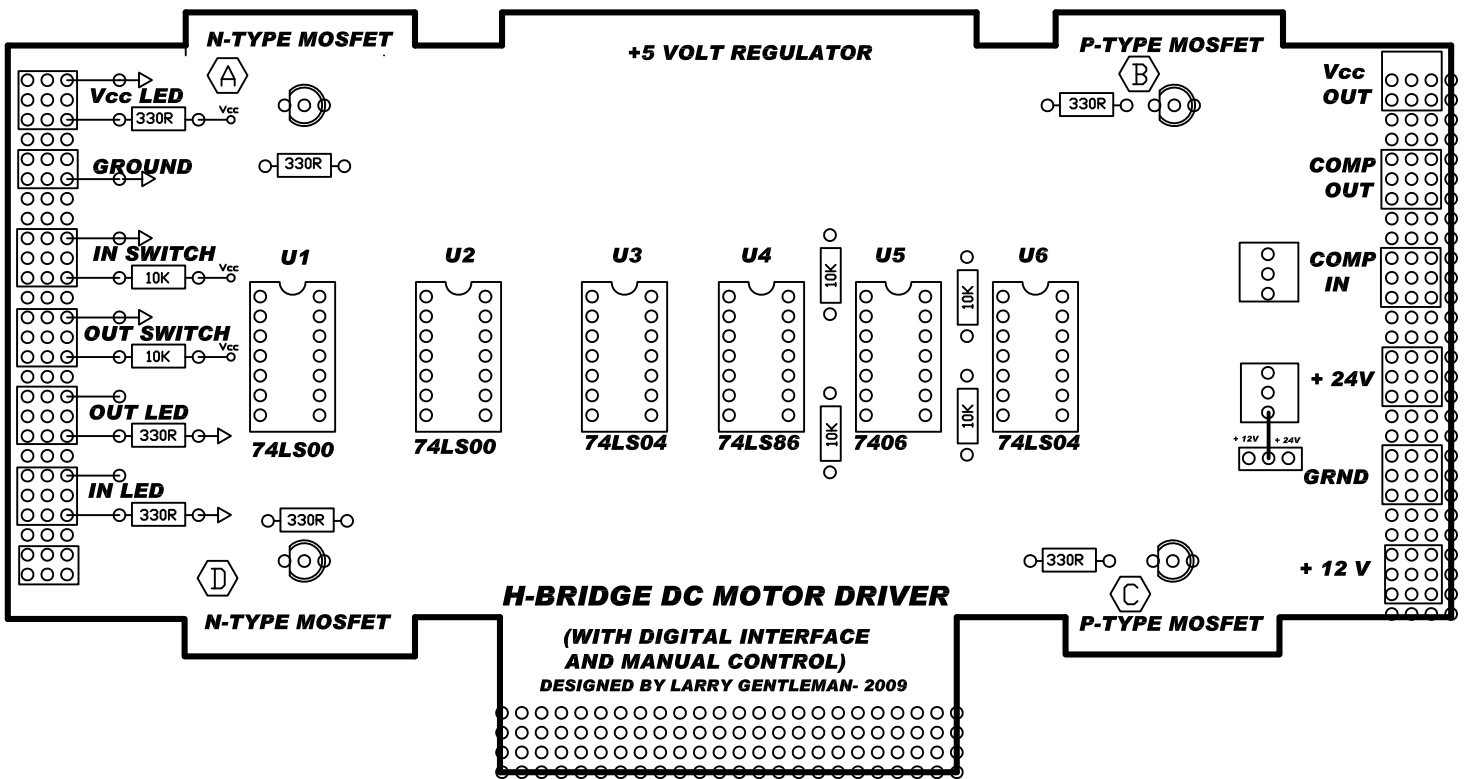 N-TYPE MOSFET
+5 VOLT REGULATOR
P-TYPE MOSFET
A
B
Vcc LED
330R
Vcc
330R
330R
Vcc
OUT
GROUND
COMP
OUT
IN SWITCH
10K
Vcc
U1
U2
U3
U4
U5
U6
10K
10K
COMP
IN
OUT SWITCH
10K
Vcc
OUT LED
330R
74LS00
74LS00
74LS04
74LS86
10K
7406
10K
74LS04
+ 24V
+ 12V
+ 24V
GRND
IN LED
330R
330R
D
330R
C
+ 12 V
N-TYPE MOSFET
H-BRIDGE DC MOTOR DRIVER
(WITH DIGITAL INTERFACE
AND MANUAL CONTROL)
DESIGNED BY LARRY GENTLEMAN- 2009
P-TYPE MOSFET